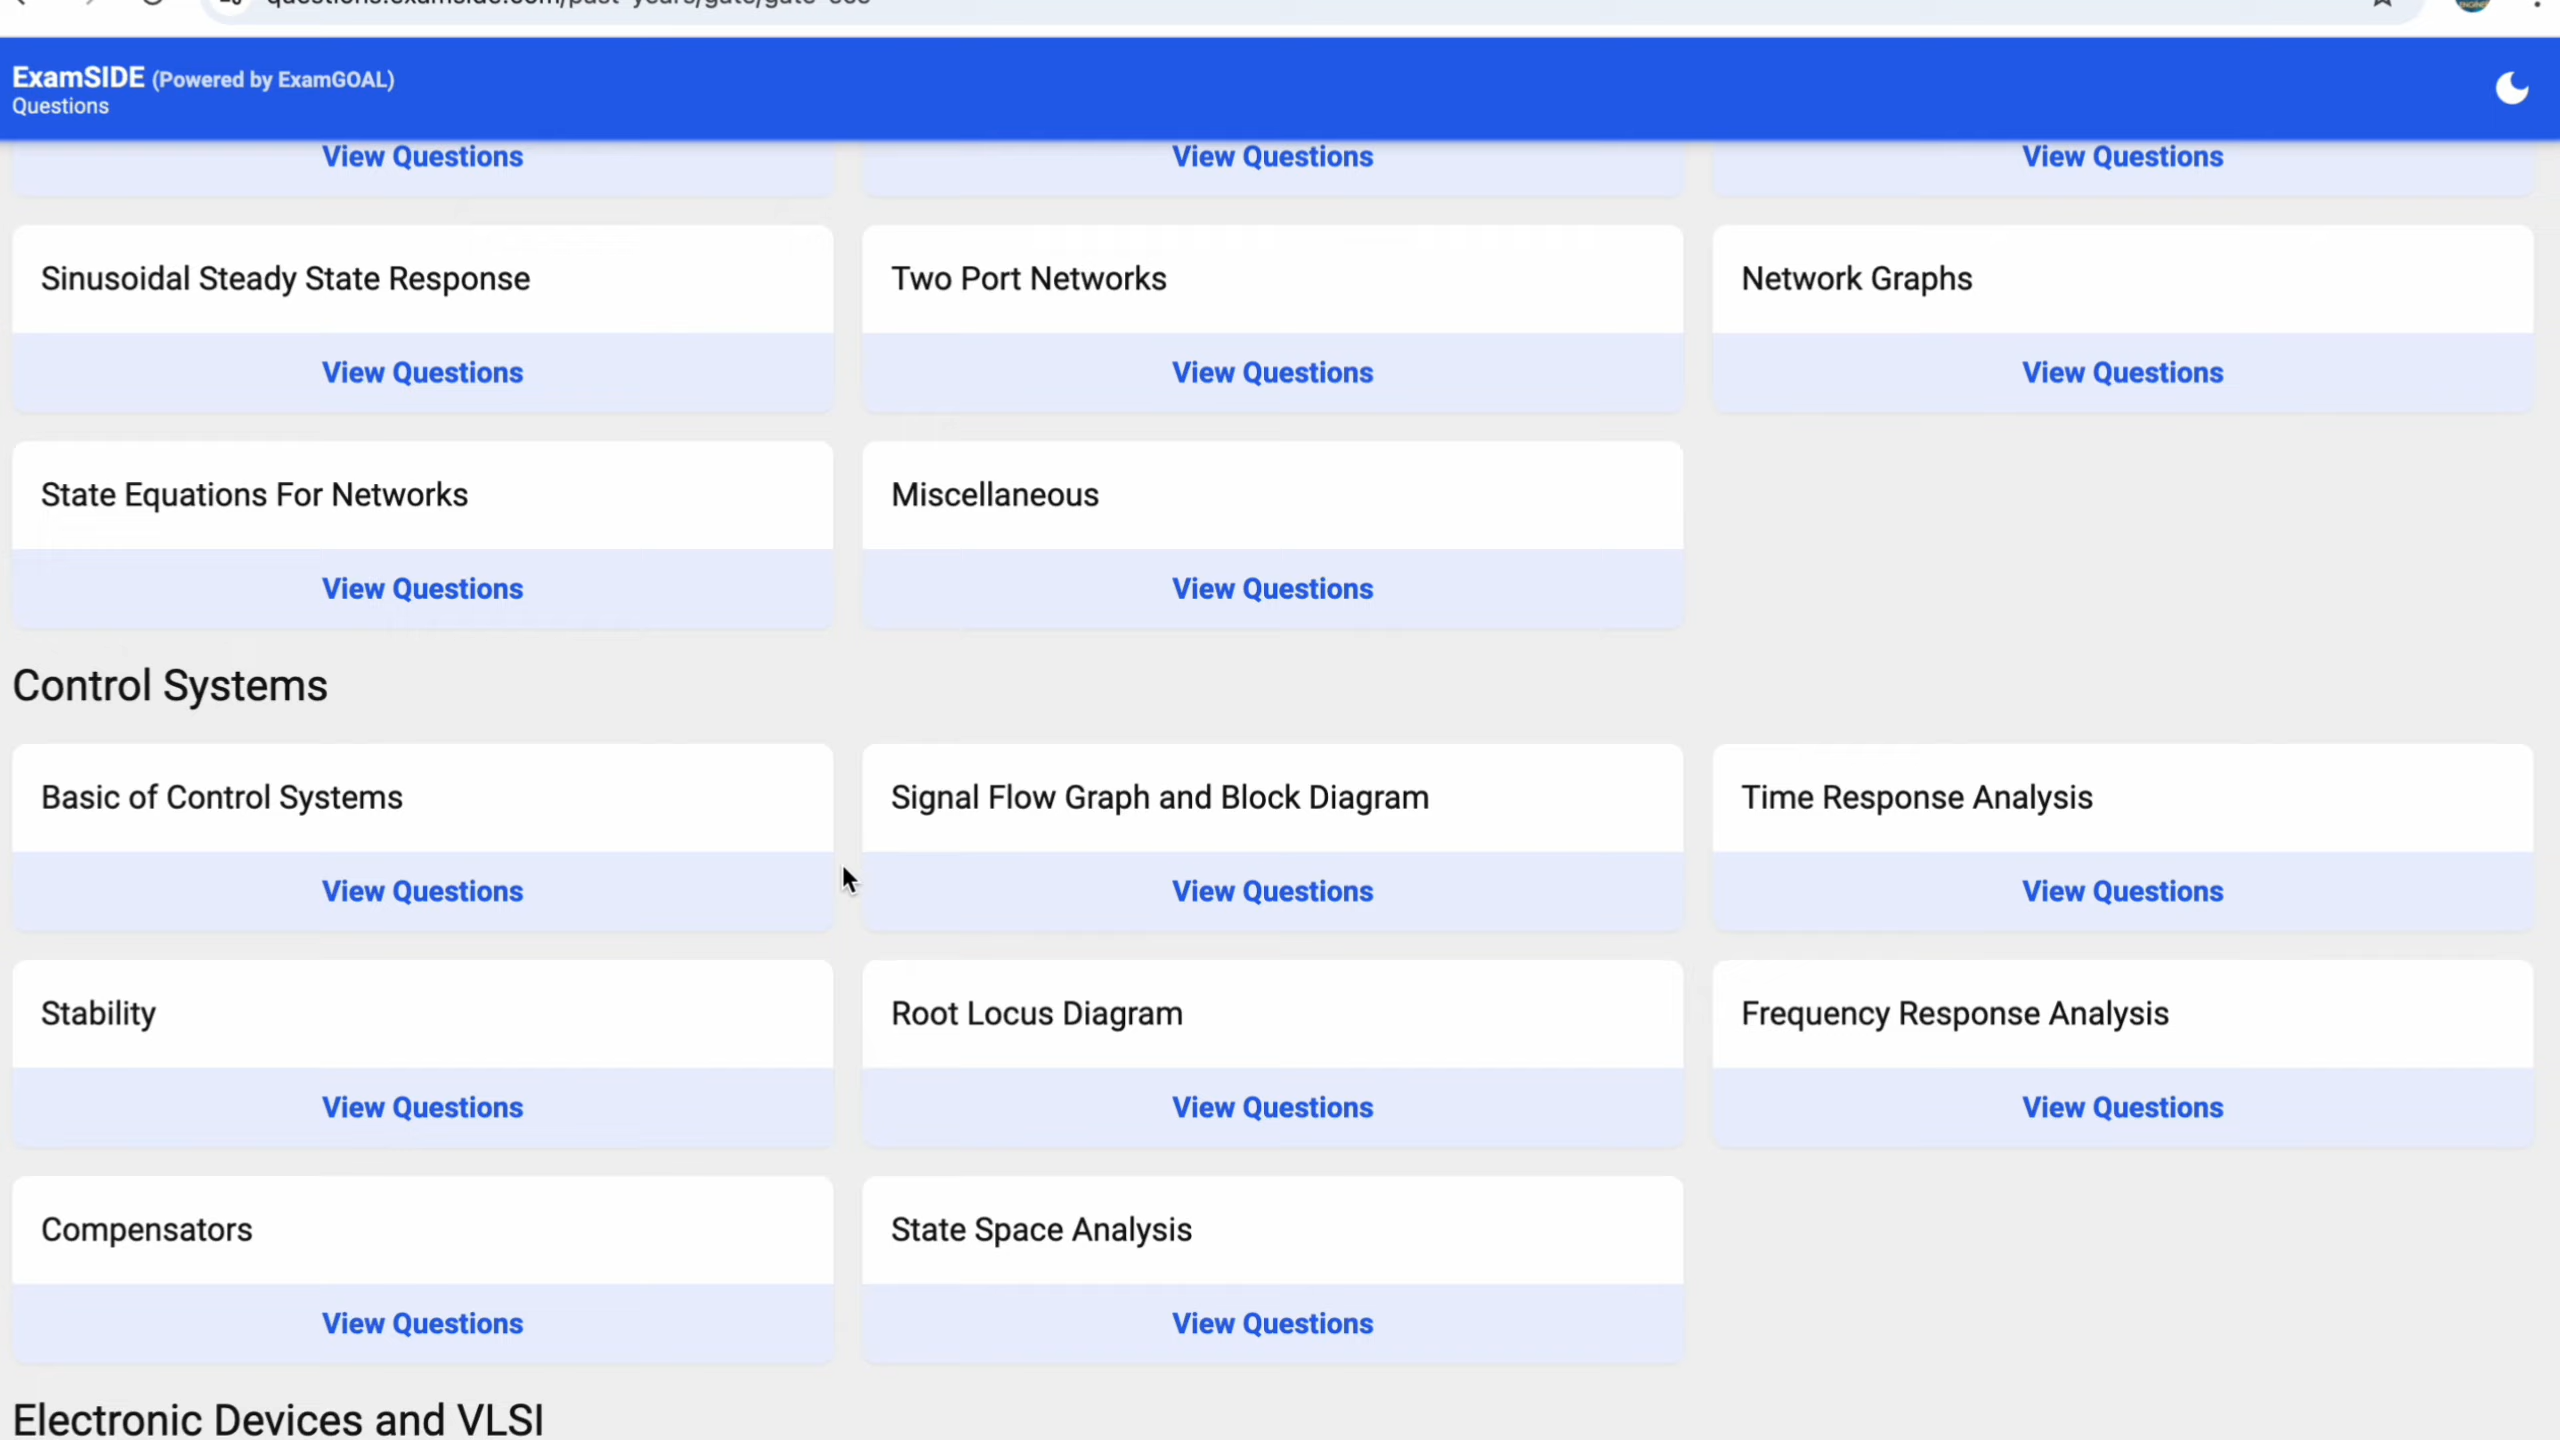 ExamSIDE (Powered by ExamGOAL)
Questions
View Questions View Questions View Questions
Sinusoidal Steady State Response Two Port Networks Network Graphs
View Questions View Questions View Questions
State Equations For Networks Miscellaneous
View Questions View Questions
Control Systems
Basic of Control Systems Signal Flow Graph and Block Diagram Time Response Analysis
View Questions View Questions View Questions
Stability Root Locus Diagram Frequency Response Analysis
View Questions View Questions View Questions
Compensators State Space Analysis
View Questions View Questions
Electronic Devices and VLSI